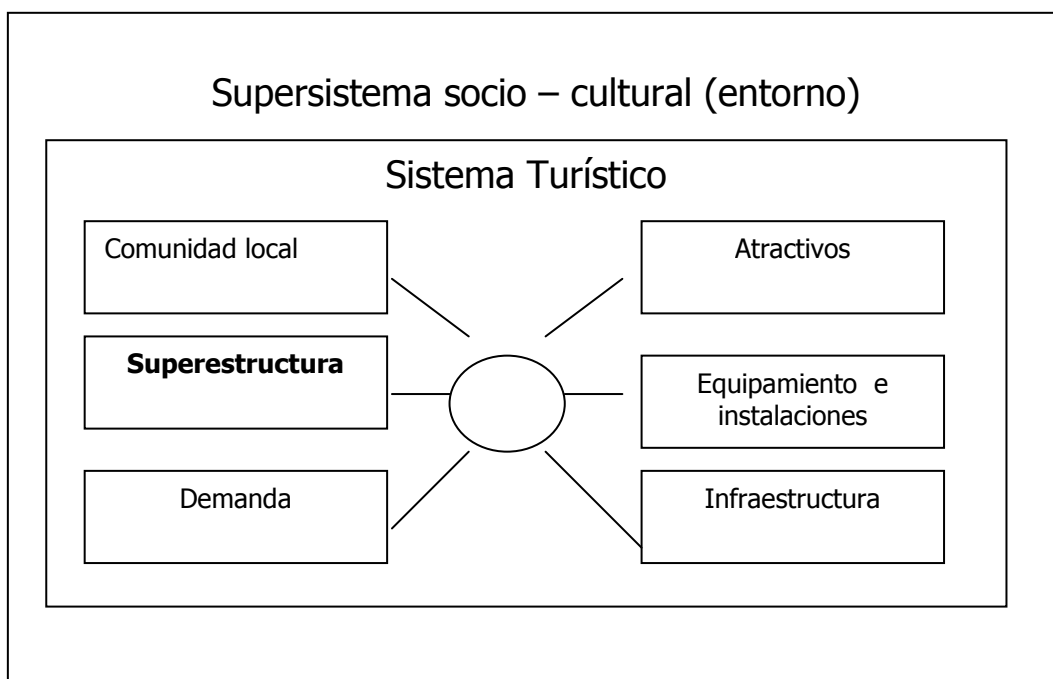 Supersistema socio – cultural (entorno)
Sistema Turístico
Comunidad local
Atractivos
Superestructura
Equipamiento e
instalaciones
Demanda
Infraestructura